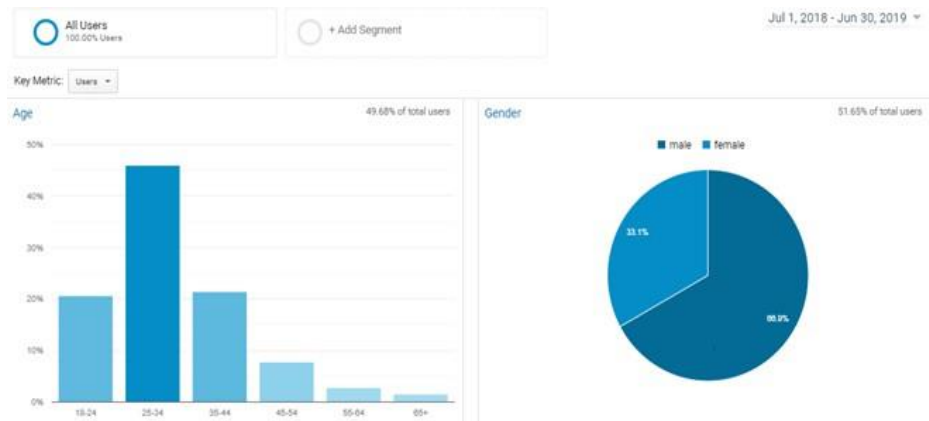 All Users
100.00% Users
+ Add Segment
Jul 1, 2018 - Jun 30, 2019
Key Metric: Users
Age
49.68% of total users
50%
40%
30%
20%
10%
0%
18-24
25-34
35-44
45-54
55-64
65+
Gender
51.65% of total users
male
female
33.1%
66.9%